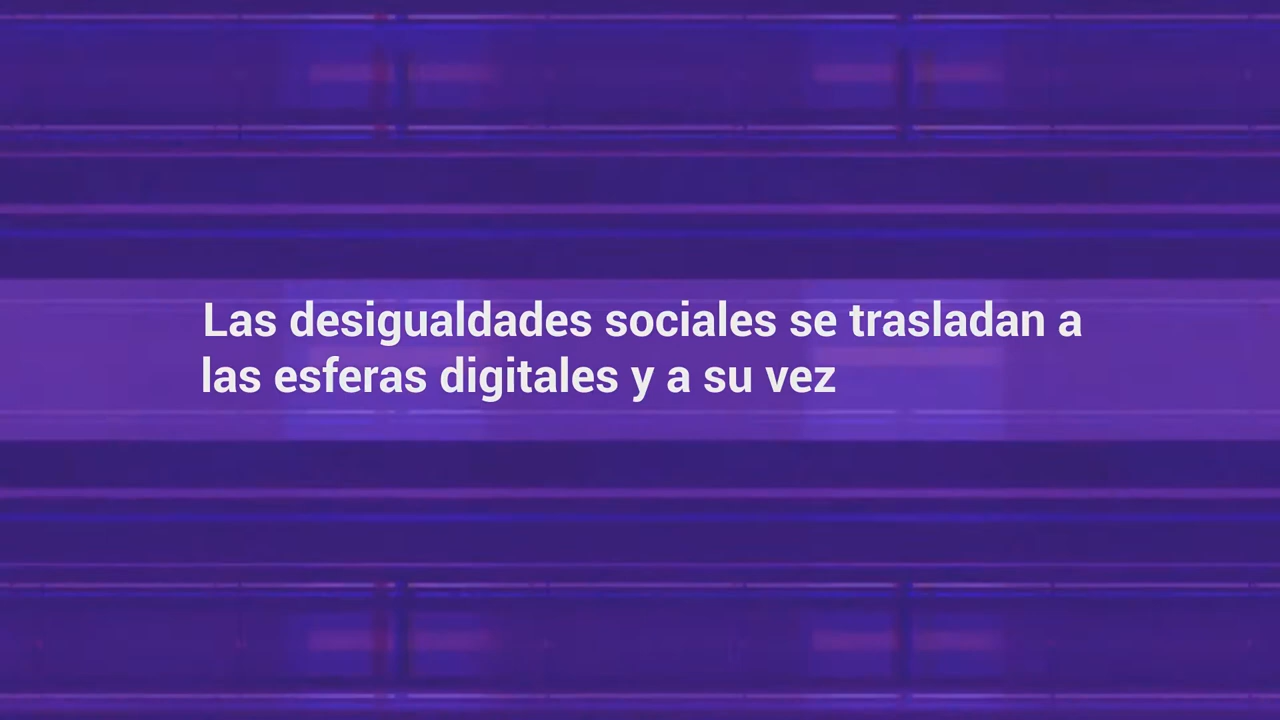 Las desigualdades sociales se trasladan a
las esferas digitales y a su vez